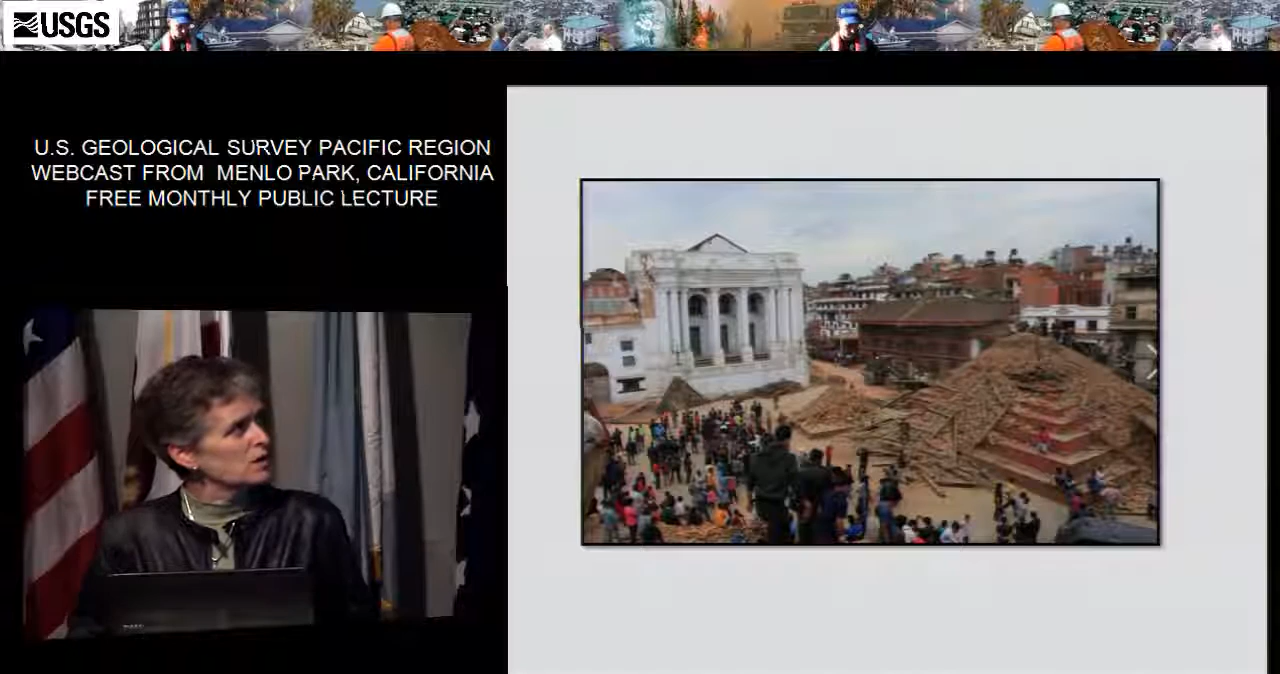 USGS
U.S. GEOLOGICAL SURVEY PACIFIC REGION
WEBCAST FROM MENLO PARK, CALIFORNIA
FREE MONTHLY PUBLIC LECTURE